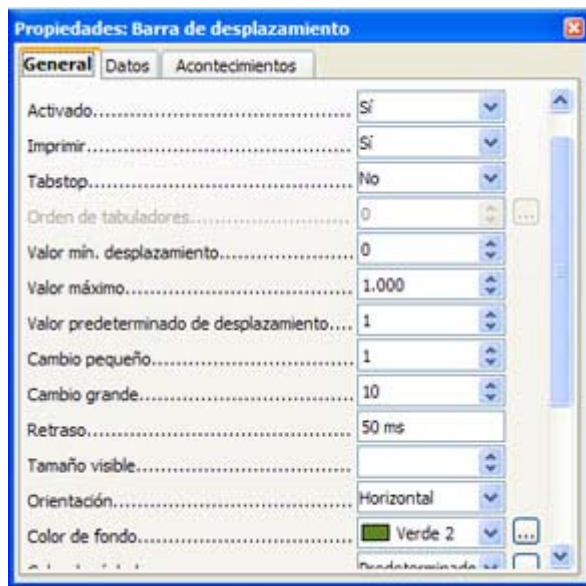 Propiedades: Barra de desplazamiento
General Datos Acontecimientos
Activado........................................ Sí
Imprimir........................................ Sí
Tabstop........................................ No
Orden de tabuladores........................ 0 ...
Valor mín. desplazamiento................ 0
Valor máximo................................ 1.000
Valor predeterminado de desplazamiento.... 1
Cambio pequeño............................ 1
Cambio grande.............................. 10
Retraso........................................ 50 ms
Tamaño visible..............................
Orientación.................................. Horizontal
Color de fondo.............................. Verde 2 ...
Predeterminado